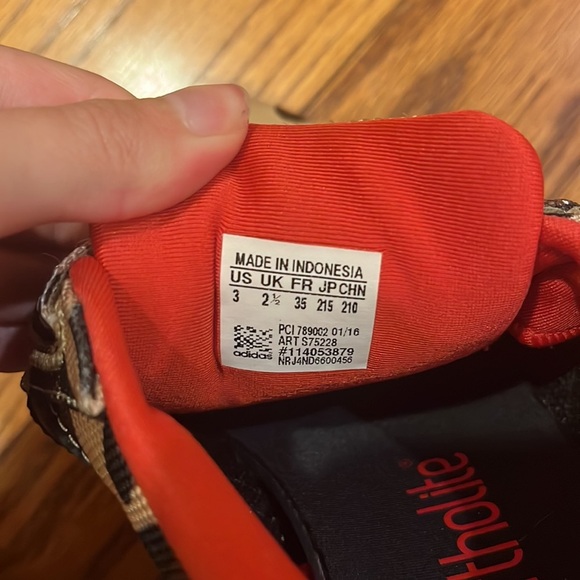 MADE IN INDONESIA
US UK FR JP CHN
3 2½ 35 215 210
PCI 789002 01/16
ART S75228
#114053879
NRJ4ND6600456
adidas
tholite®